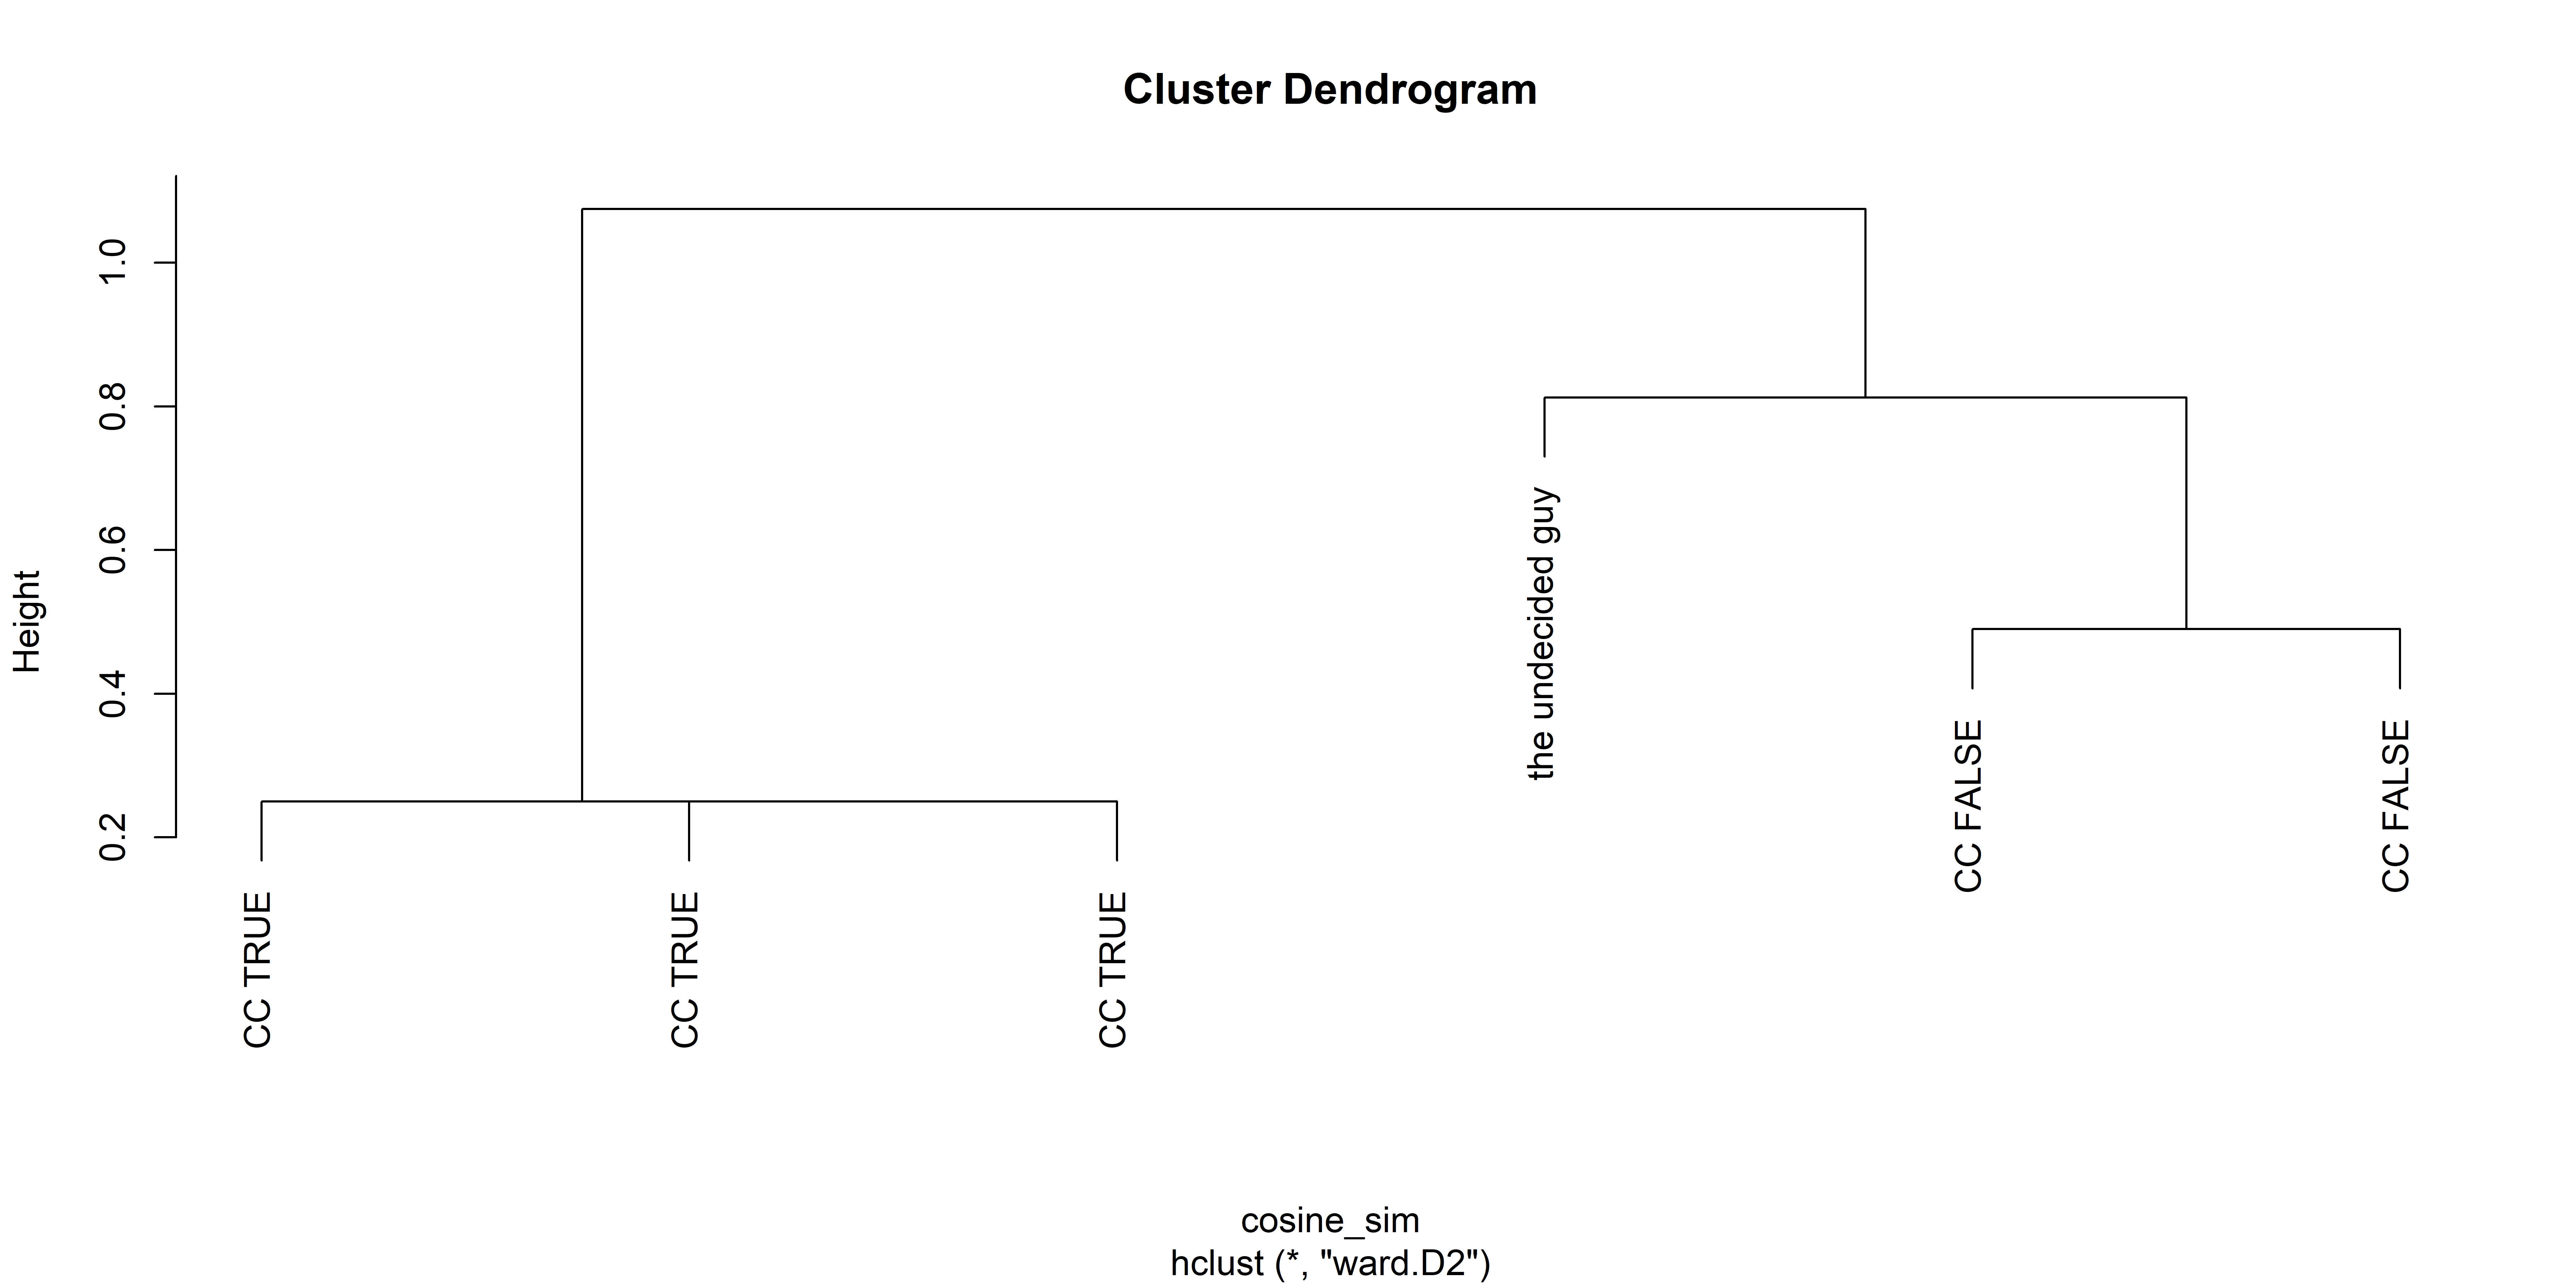 Cluster Dendrogram
Height
1.0
0.8
0.6
0.4
0.2
CC TRUE
CC TRUE
CC TRUE
the undecided guy
CC FALSE
CC FALSE
cosine_sim
hclust (*, "ward.D2")